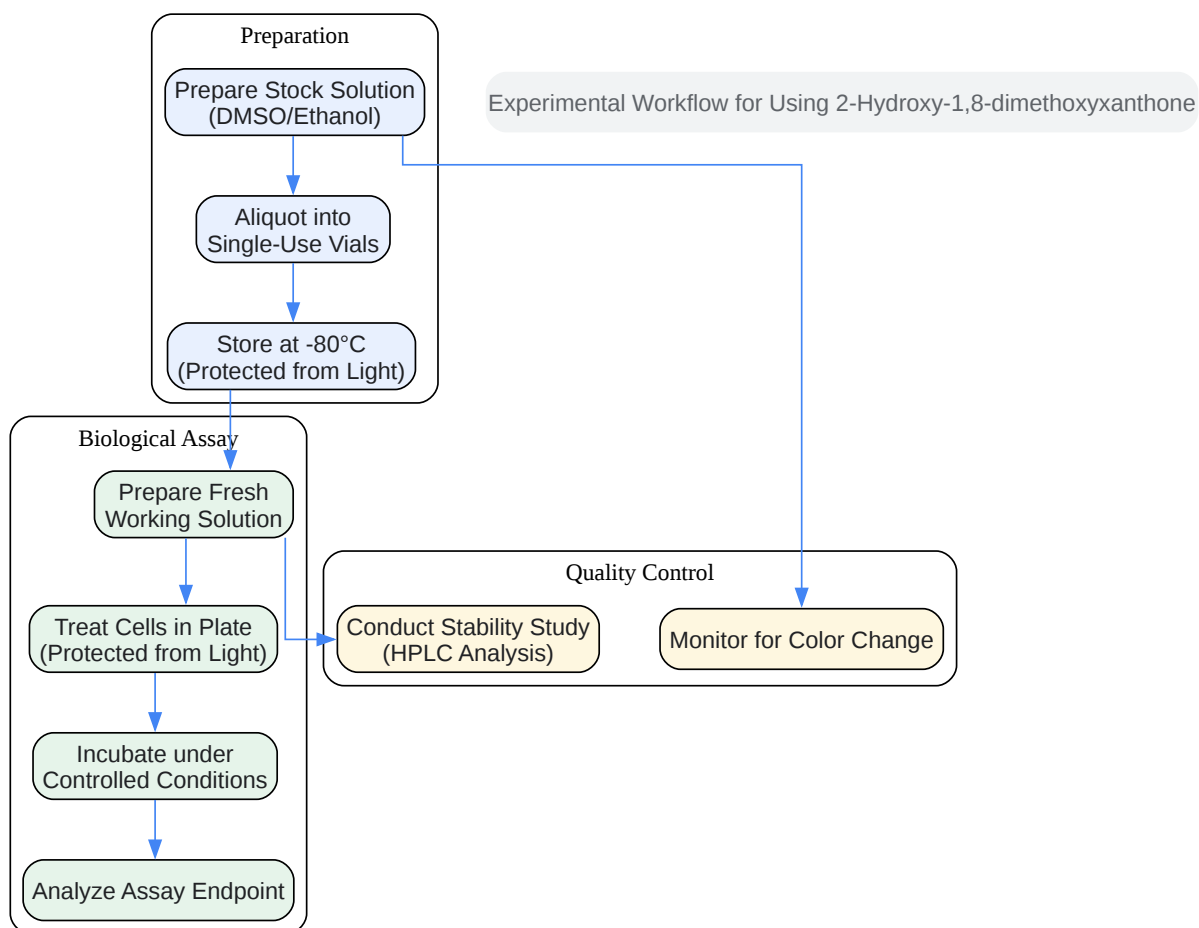 Preparation
Prepare Stock Solution
(DMSO/Ethanol)
Experimental Workflow for Using 2-Hydroxy-1,8-dimethoxyxanthone
Aliquot into
Single-Use Vials
Store at -80°C
(Protected from Light)
Biological Assay
Prepare Fresh
Working Solution
Treat Cells in Plate
(Protected from Light)
Incubate under
Controlled Conditions
Analyze Assay Endpoint
Quality Control
Conduct Stability Study
(HPLC Analysis)
Monitor for Color Change